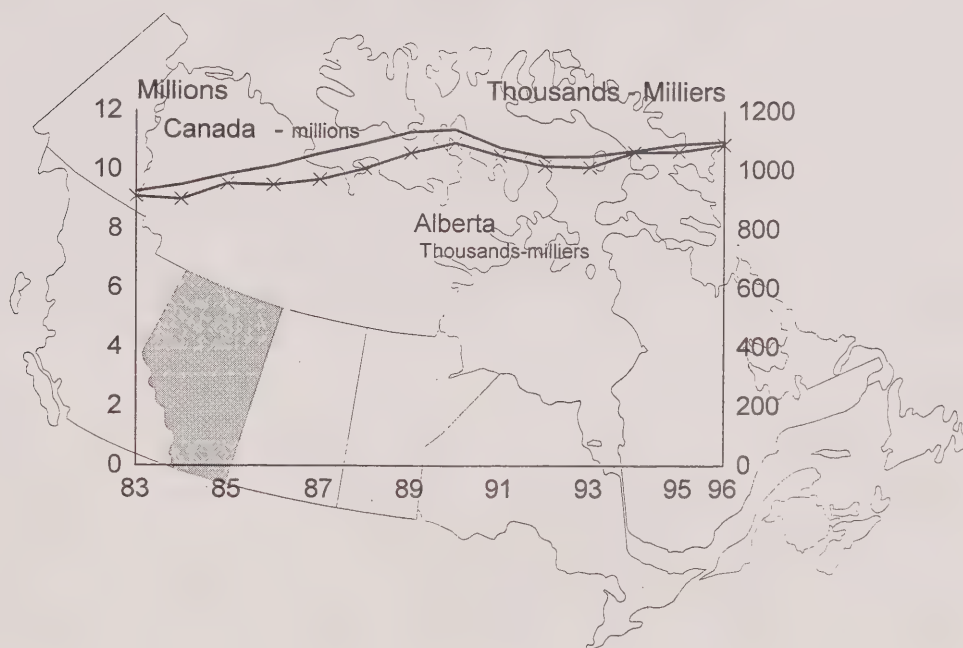 Millions
Thousands - Milliers
12
1200
Canada - millions
10
1000
Alberta
8
800
Thousands-milliers
6
600
4
400
2
200
0
0
83 85 87 89 91 93 95 96